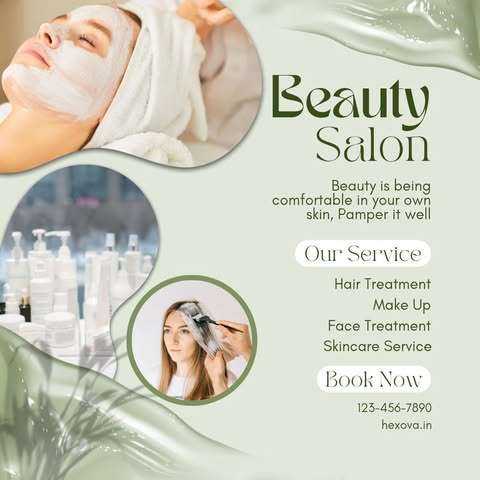 Beauty
Salon
Beauty is being
comfortable in your own
skin, Pamper it well
Our Service
Hair Treatment
Make Up
Face Treatment
Skincare Service
Book Now
123-456-7890
hexova.in